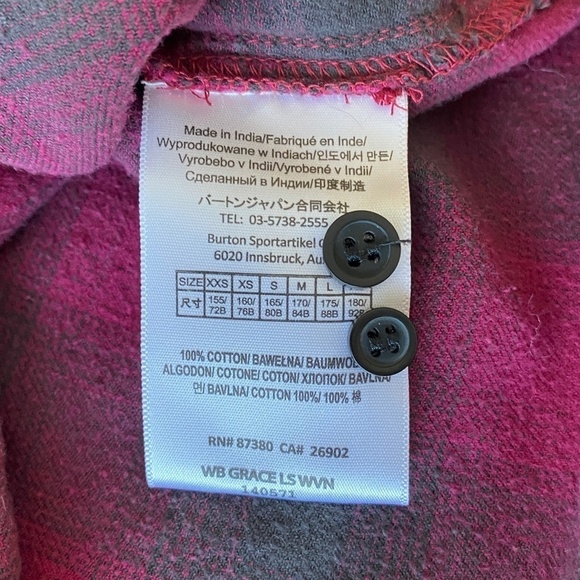 Made in India/Fabriqué en Inde/
Wyprodukowane w Indiach/인도에서 만든/
Vyrobebo v Indii/Vyrobené v Indii/
Сделанный в Индии/印度制造
バートンジャパン合同会社
TEL: 03-5738-2555
Burton Sportartikel
6020 Innsbruck,
SIZE XXS XS S M L
尺寸 155/72B 160/76B 165/80B 170/84B 175/88B 180/
100% COTTON/ BAWEŁNA/
ALGODON/ COTONE/ COTON/ ХЛОПОК/ BAVLNA/
면/ BAVLNA/ COTTON 100%/ 100% 棉
RN# 87380 CA# 26902
WB GRACE LS WVN
140571